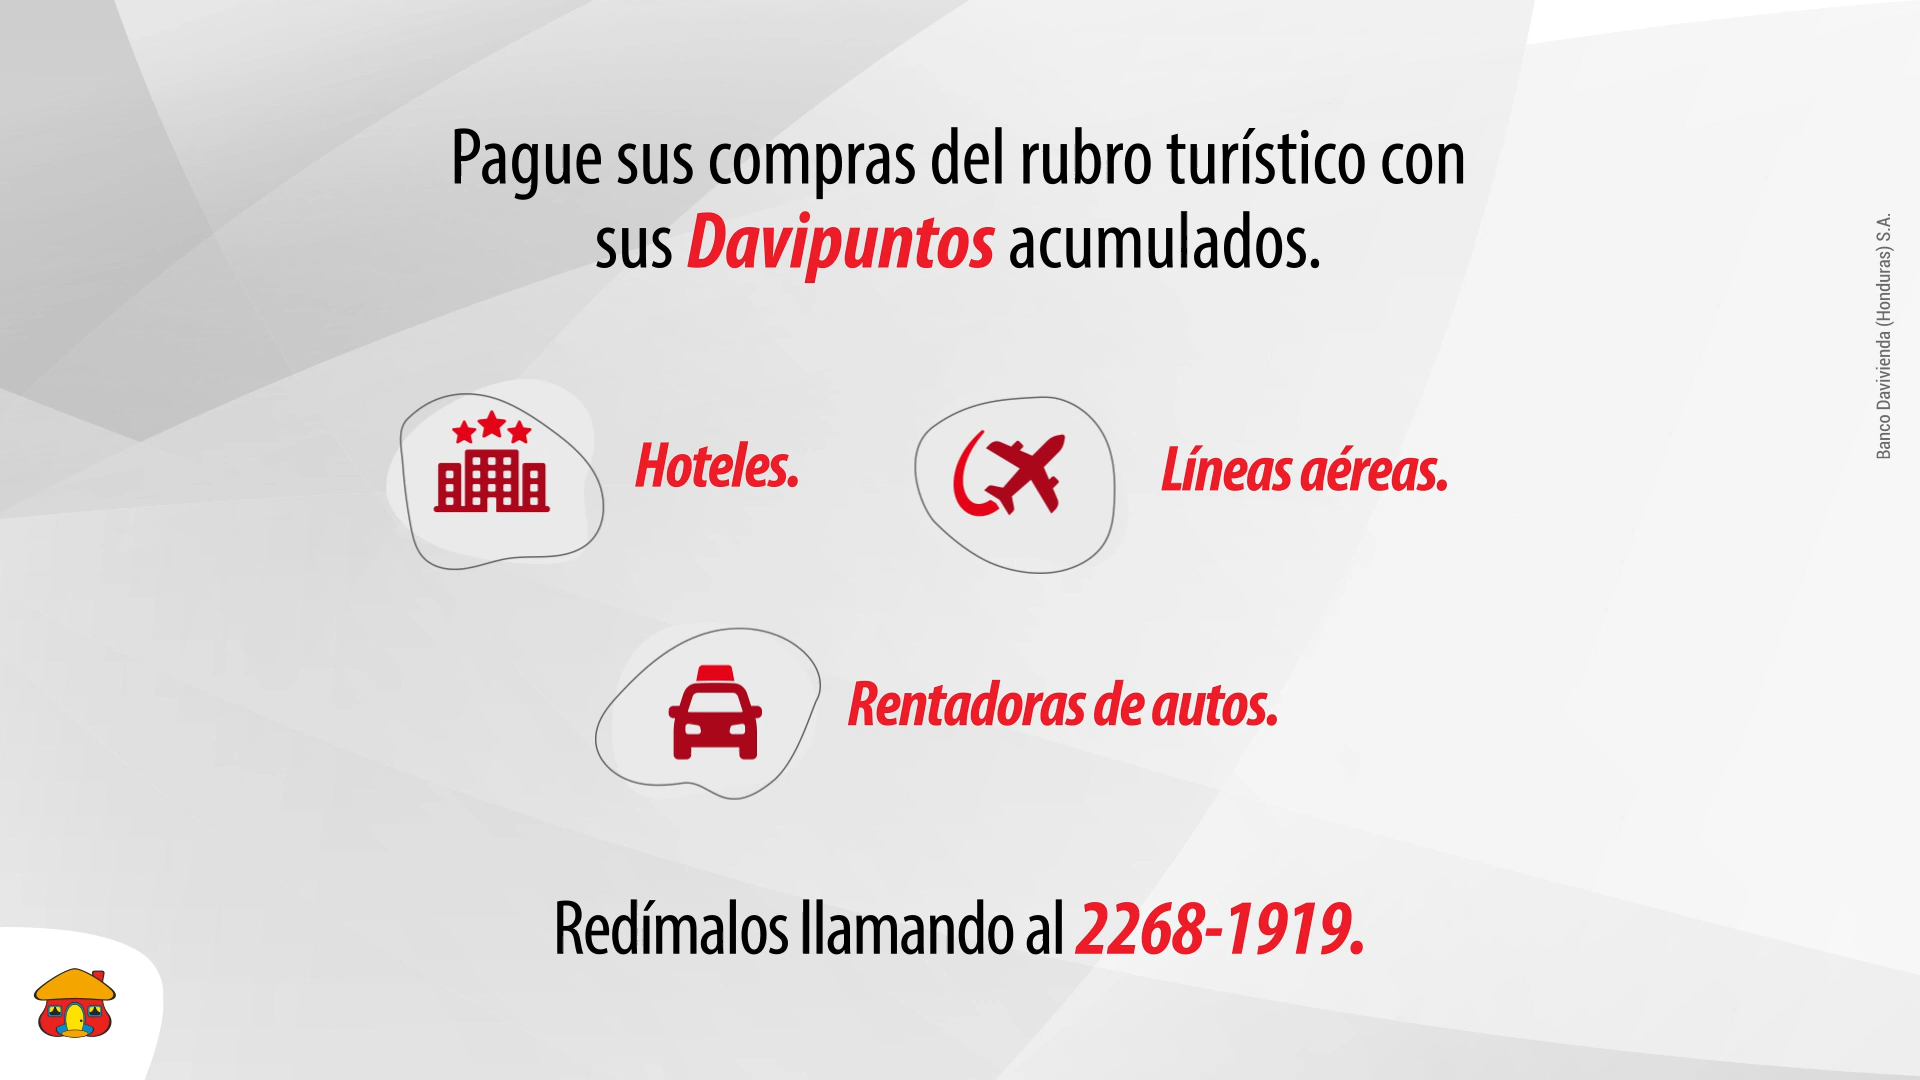 Pague sus compras del rubro turístico con
sus Davipuntos acumulados.
Hoteles.
Líneas aéreas.
Rentadoras de autos.
Redímalos llamando al 2268-1919.
Banco Davivienda (Honduras) S.A.